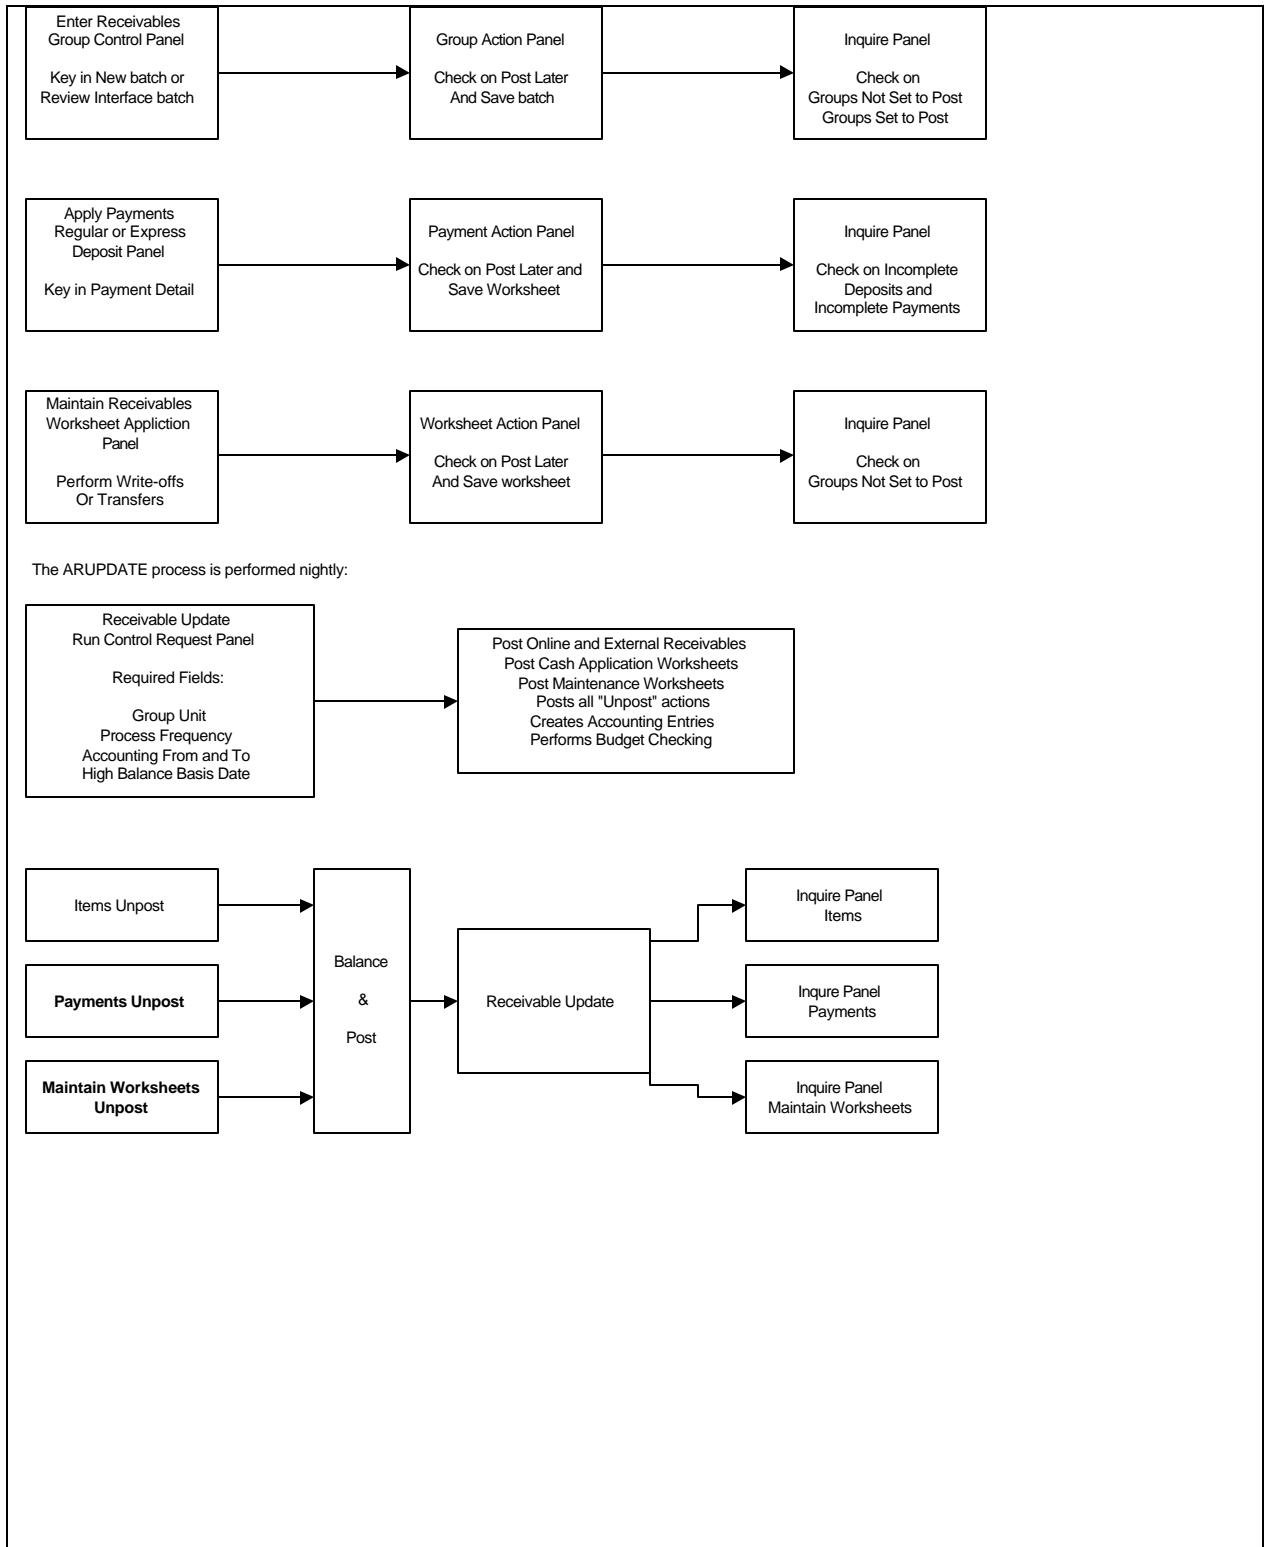 Enter Receivables
Group Control Panel
Key in New batch or
Review Interface batch
Group Action Panel
Check on Post Later
And Save batch
Inquire Panel
Check on
Groups Not Set to Post
Groups Set to Post
Apply Payments
Regular or Express
Deposit Panel
Key in Payment Detail
Payment Action Panel
Check on Post Later and
Save Worksheet
Inquire Panel
Check on Incomplete
Deposits and
Incomplete Payments
Maintain Receivables
Worksheet Appliction
Panel
Perform Write-offs
Or Transfers
Worksheet Action Panel
Check on Post Later
And Save worksheet
Inquire Panel
Check on
Groups Not Set to Post
The ARUPDATE process is performed nightly:
Receivable Update
Run Control Request Panel
Required Fields:
Group Unit
Process Frequency
Accounting From and To
High Balance Basis Date
Post Online and External Receivables
Post Cash Application Worksheets
Post Maintenance Worksheets
Posts all "Unpost" actions
Creates Accounting Entries
Performs Budget Checking
Items Unpost
Payments Unpost
Maintain Worksheets
Unpost
Balance
&
Post
Receivable Update
Inquire Panel
Items
Inqure Panel
Payments
Inquire Panel
Maintain Worksheets